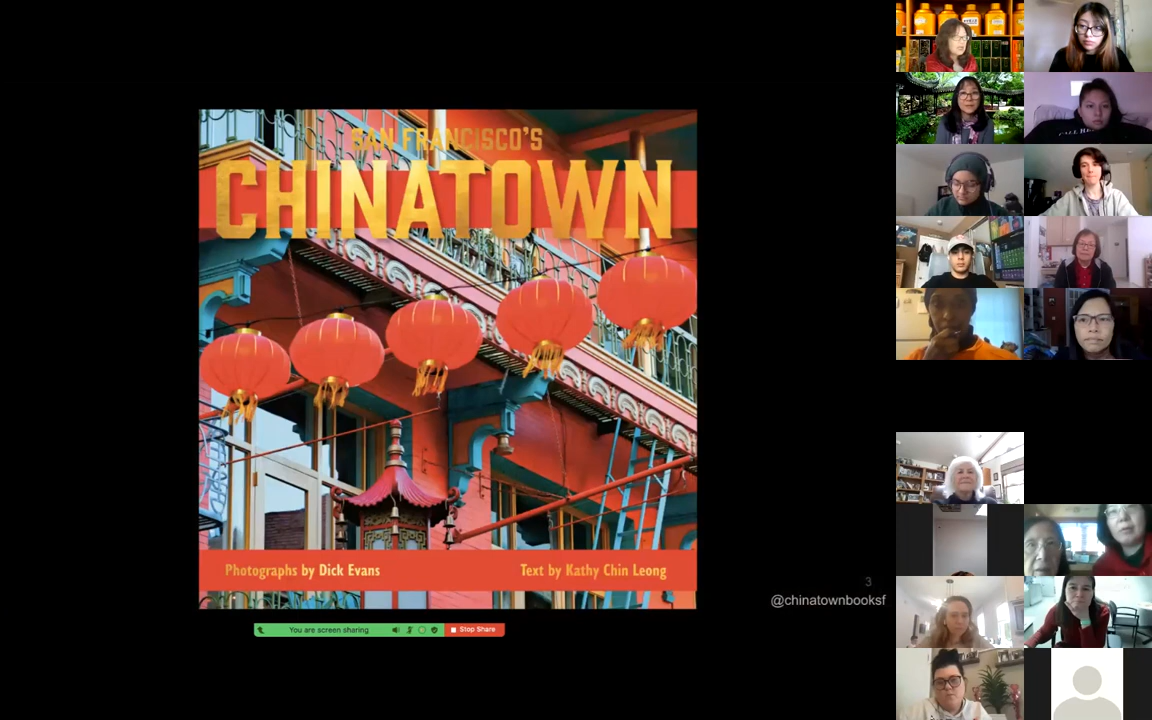 SAN FRANCISCO'S
CHINATOWN
Photographs by Dick Evans
Text by Kathy Chin Leong
3
@chinatownbooksf
You are screen sharing
Stop Share